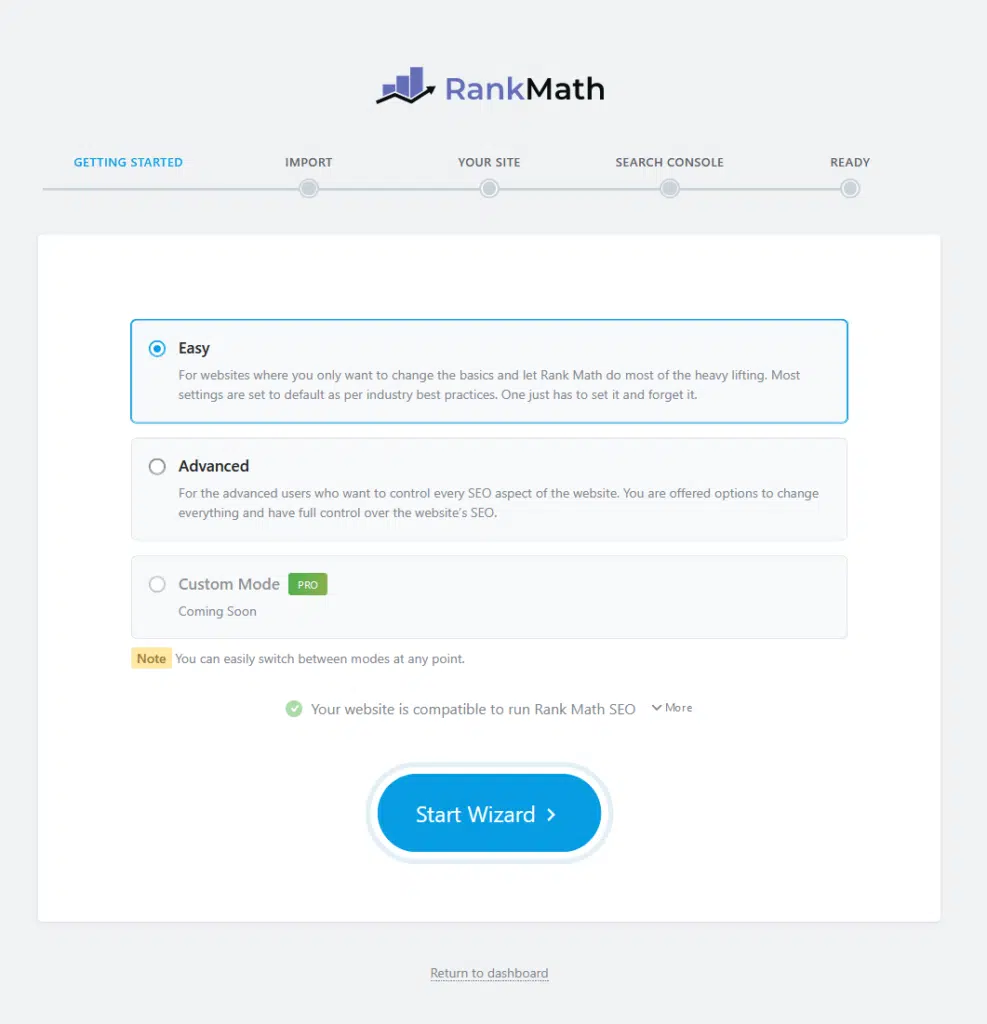 RankMath
GETTING STARTED
IMPORT
YOUR SITE
SEARCH CONSOLE
READY
Easy
For websites where you only want to change the basics and let Rank Math do most of the heavy lifting. Most
settings are set to default as per industry best practices. One just has to set it and forget it.
Advanced
For the advanced users who want to control every SEO aspect of the website. You are offered options to change
everything and have full control over the website's SEO.
Custom Mode PRO
Coming Soon
Note You can easily switch between modes at any point.
Your website is compatible to run Rank Math SEO More
Start Wizard
Return to dashboard